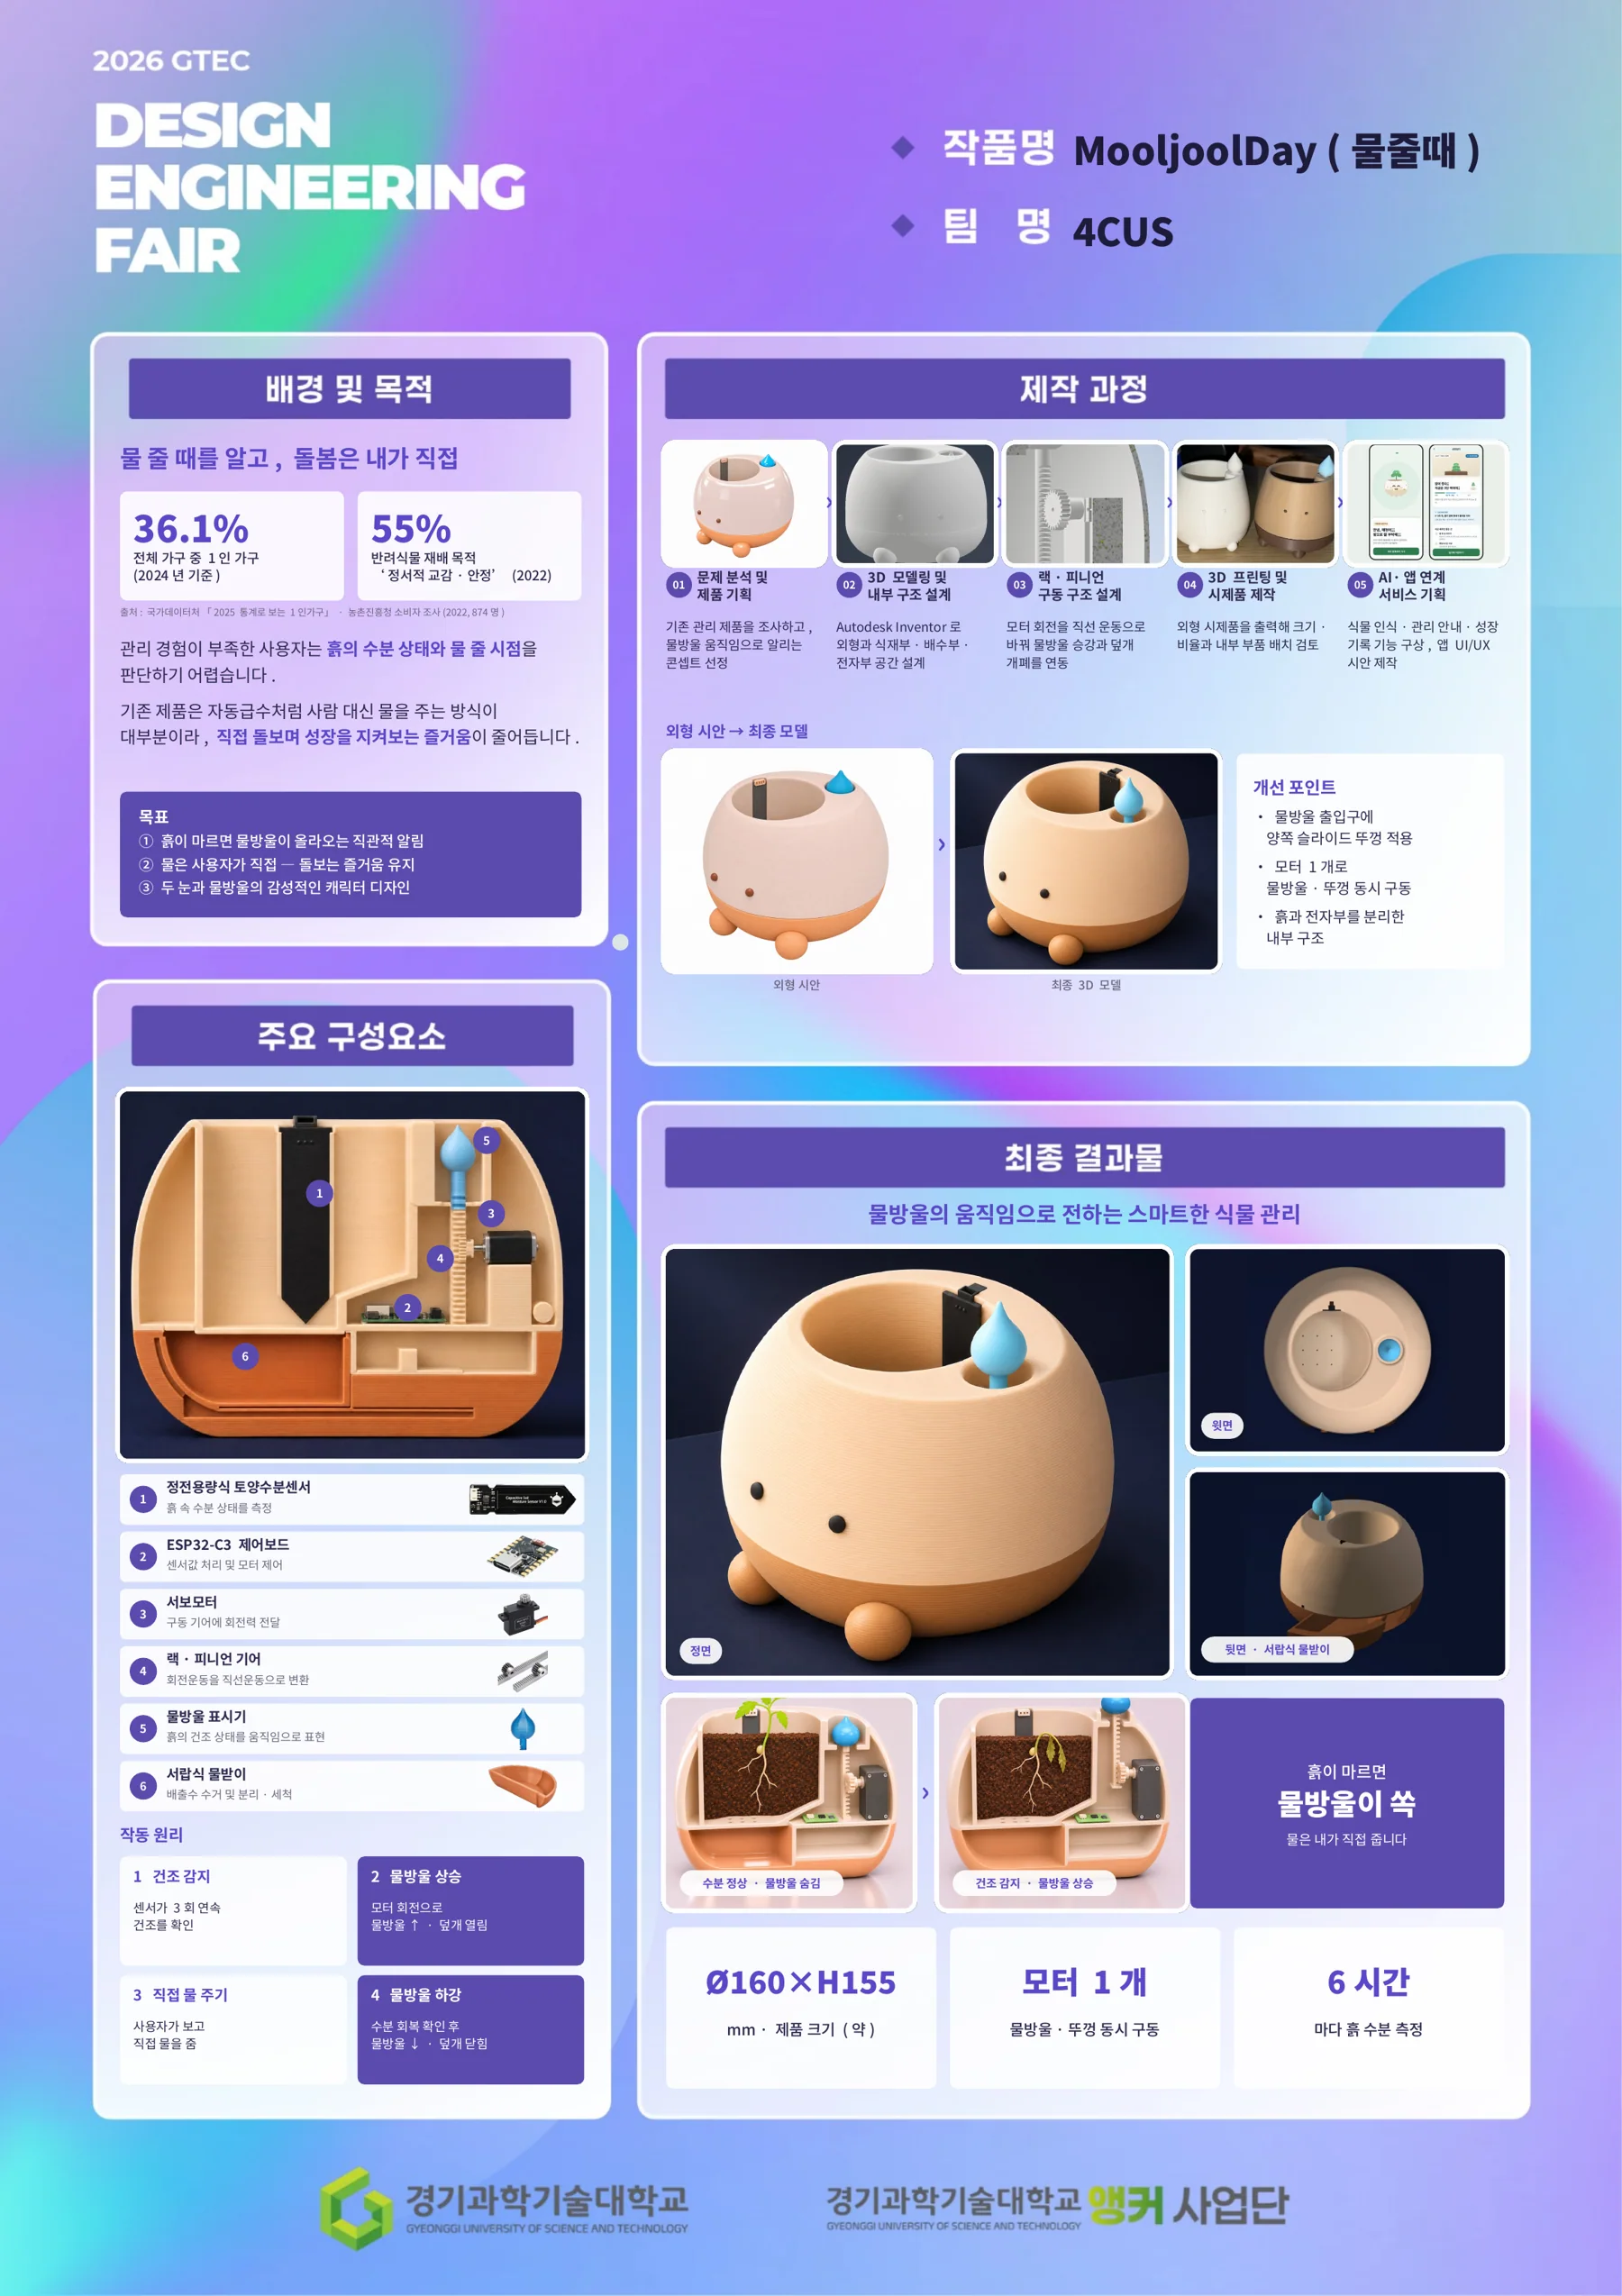 2026 GTEC
DESIGN
ENGINEERING
FAIR
작품명 MooljoolDay ( 물줄때 )
팀 명 4CUS
배경 및 목적
물 줄 때를 알고 , 돌봄은 내가 직접
36.1%
전체 가구 중 1 인 가구
(2024 년 기준 )
55%
반려식물 재배 목적
‘ 정서적 교감 · 안정’ (2022)
출처 : 국가데이터처 「 2025 통계로 보는 1 인가구」 · 농촌진흥청 소비자 조사 (2022, 874 명 )
관리 경험이 부족한 사용자는 흙의 수분 상태와 물 줄 시점을
판단하기 어렵습니다 .
기존 제품은 자동급수처럼 사람 대신 물을 주는 방식이
대부분이라 , 직접 돌보며 성장을 지켜보는 즐거움이 줄어듭니다 .
목표
① 흙이 마르면 물방울이 올라오는 직관적 알림
② 물은 사용자가 직접 — 돌보는 즐거움 유지
③ 두 눈과 물방울의 감성적인 캐릭터 디자인
제작 과정
01 문제 분석 및
제품 기획
기존 관리 제품을 조사하고 ,
물방울 움직임으로 알리는
콘셉트 선정
02 3D 모델링 및
내부 구조 설계
Autodesk Inventor 로
외형과 식재부 · 배수부 ·
전자부 공간 설계
03 랙 · 피니언
구동 구조 설계
모터 회전을 직선 운동으로
바꿔 물방울 승강과 덮개
개폐를 연동
04 3D 프린팅 및
시제품 제작
외형 시제품을 출력해 크기 ·
비율과 내부 부품 배치 검토
05 AI · 앱 연계
서비스 기획
식물 인식 · 관리 안내 · 성장
기록 기능 구상 , 앱 UI/UX
시안 제작
외형 시안 → 최종 모델
외형 시안
최종 3D 모델
개선 포인트
• 물방울 출입구에
양쪽 슬라이드 뚜껑 적용
• 모터 1 개로
물방울 · 뚜껑 동시 구동
• 흙과 전자부를 분리한
내부 구조
주요 구성요소
1
2
3
4
5
6
1 정전용량식 토양수분센서
흙 속 수분 상태를 측정
2 ESP32-C3 제어보드
센서값 처리 및 모터 제어
3 서보모터
구동 기어에 회전력 전달
4 랙 · 피니언 기어
회전운동을 직선운동으로 변환
5 물방울 표시기
흙의 건조 상태를 움직임으로 표현
6 서랍식 물받이
배출수 수거 및 분리 · 세척
작동 원리
1 건조 감지
센서가 3 회 연속
건조를 확인
2 물방울 상승
모터 회전으로
물방울 ↑ · 덮개 열림
3 직접 물 주기
사용자가 보고
직접 물을 줌
4 물방울 하강
수분 회복 확인 후
물방울 ↓ · 덮개 닫힘
최종 결과물
물방울의 움직임으로 전하는 스마트한 식물 관리
정면
윗면
뒷면 · 서랍식 물받이
수분 정상 · 물방울 숨김
건조 감지 · 물방울 상승
흙이 마르면
물방울이 쏙
물은 내가 직접 줍니다
Ø160×H155
mm · 제품 크기 ( 약 )
모터 1 개
물방울 · 뚜껑 동시 구동
6 시간
마다 흙 수분 측정
경기과학기술대학교
GYEONGGI UNIVERSITY OF SCIENCE AND TECHNOLOGY
경기과학기술대학교 앵커 사업단
GYEONGGI UNIVERSITY OF SCIENCE AND TECHNOLOGY